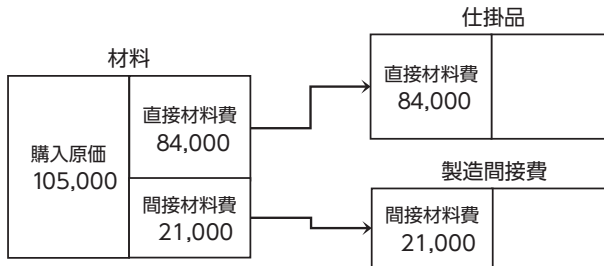 材料
購入原価
105,000
直接材料費
84,000
間接材料費
21,000
仕掛品
直接材料費
84,000
製造間接費
間接材料費
21,000